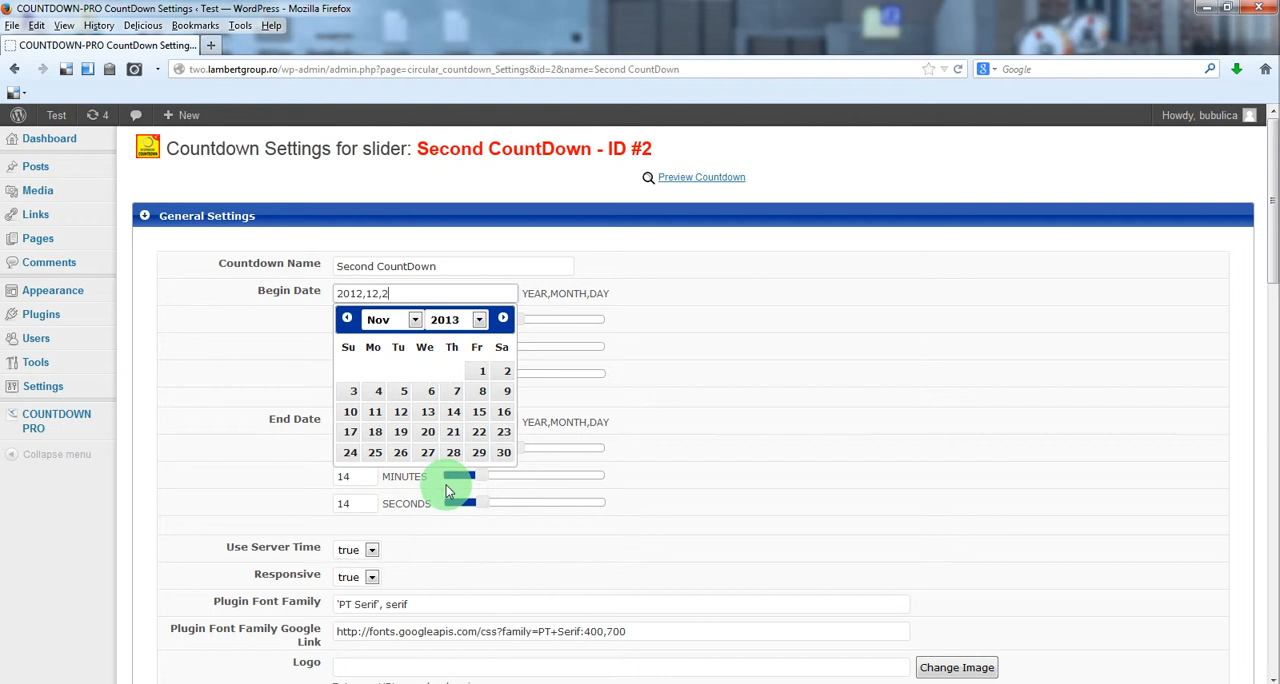 COUNTDOWN-PRO CountDown Settings ‹ Test — WordPress - Mozilla Firefox
File Edit View History Delicious Bookmarks Tools Help
COUNTDOWN-PRO CountDown Setting... +
two.lambertgroup.ro/wp-admin/admin.php?page=circular_countdown_Settings&id=2&name=Second CountDown
Google
Test 4 + New Howdy, bubulica
Dashboard
Posts
Media
Links
Pages
Comments
Appearance
Plugins
Users
Tools
Settings
COUNTDOWN
PRO
Collapse menu
Countdown Settings for slider: Second CountDown - ID #2
Preview Countdown
General Settings
Countdown Name Second CountDown
Begin Date 2012,12,2 YEAR,MONTH,DAY
Nov 2013
Su Mo Tu We Th Fr Sa
1 2
3 4 5 6 7 8 9
10 11 12 13 14 15 16
17 18 19 20 21 22 23
24 25 26 27 28 29 30
End Date YEAR,MONTH,DAY
14 MINUTES
14 SECONDS
Use Server Time true
Responsive true
Plugin Font Family 'PT Serif', serif
Plugin Font Family Google
Link http://fonts.googleapis.com/css?family=PT+Serif:400,700
Logo Change Image